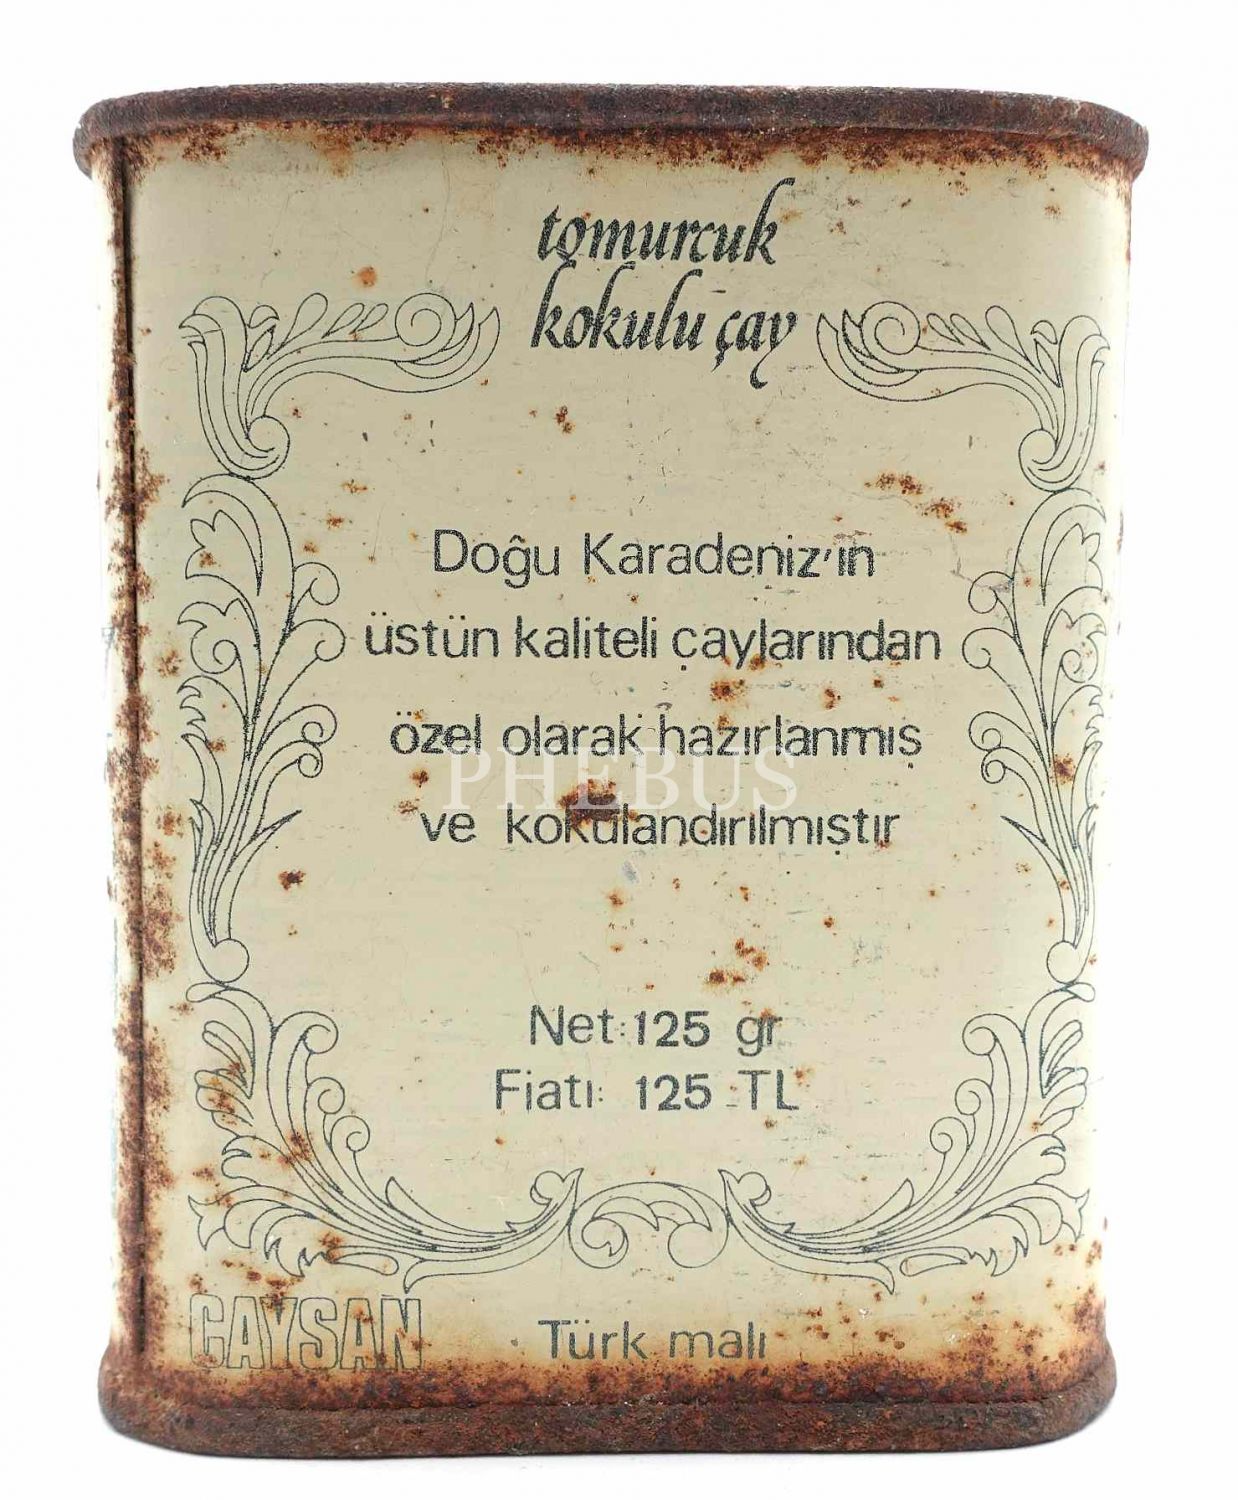 tomurcuk
kokulu çay
Doğu Karadeniz'in
üstün kaliteli çaylarından
özel olarak hazırlanmış
PHEBUS
ve kokulandırılmıştır
Net: 125 gr
Fiatı: 125 TL
ÇAYSAN
Türk malı